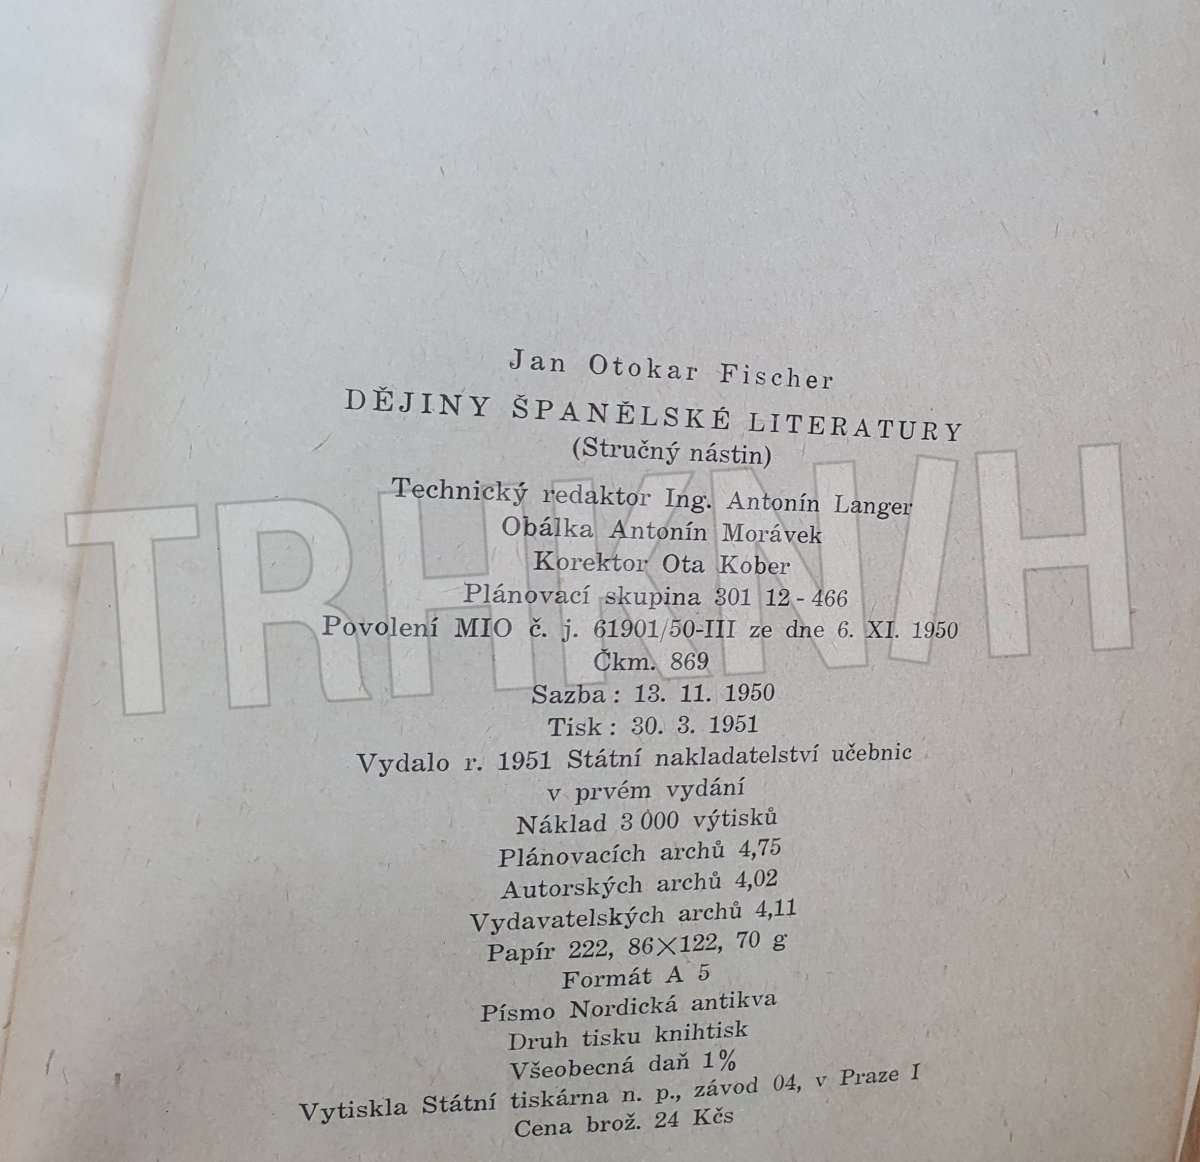 Jan Otokar Fischer
DĚJINY ŠPANĚLSKÉ LITERATURY
(Stručný nástin)
Technický redaktor Ing. Antonín Langer
Obálka Antonín Morávek
Korektor Ota Kober
Plánovací skupina 301 12-466
Povolení MIO č. j. 61901/50-III ze dne 6. XI. 1950
Čkm. 869
Sazba: 13. 11. 1950
Tisk: 30. 3. 1951
Vydalo r. 1951 Státní nakladatelství učebnic
v prvém vydání
Náklad 3 000 výtisků
Plánovacích archů 4,75
Autorských archů 4,02
Vydavatelských archů 4,11
Papír 222, 86×122, 70 g
Formát A 5
Písmo Nordická antikva
Druh tisku knihtisk
Všeobecná daň 1%
Vytiskla Státní tiskárna n. p., závod 04, v Praze I
Cena brož. 24 Kčs
TRHKNI/H